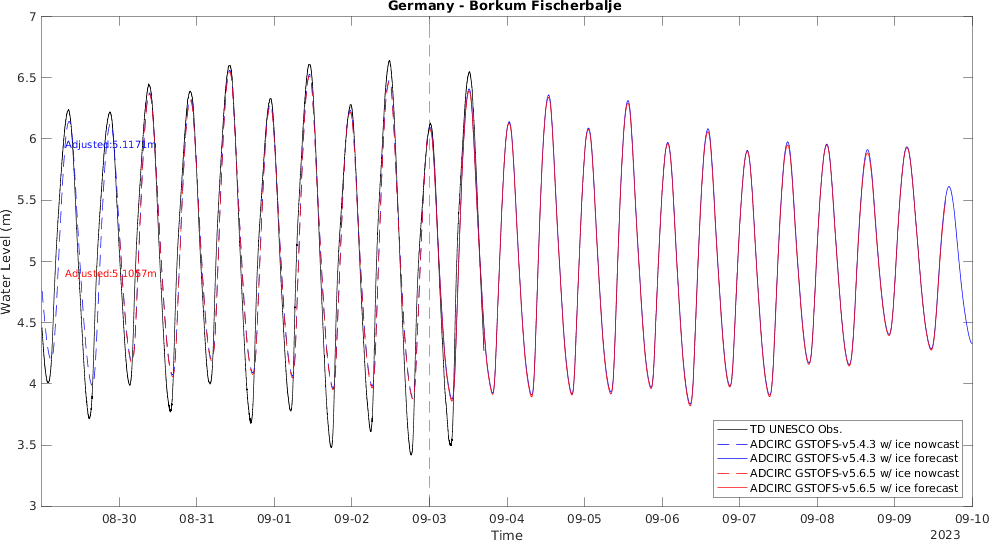 Germany - Borkum Fischerbalje
7
6.5
6
5.5
5
4.5
4
3.5
3
Water Level (m)
Adjusted:5.1171m
Adjusted:5.1057m
TD UNESCO Obs.
ADCIRC GSTOFS-v5.4.3 w/ ice nowcast
ADCIRC GSTOFS-v5.4.3 w/ ice forecast
ADCIRC GSTOFS-v5.6.5 w/ ice nowcast
ADCIRC GSTOFS-v5.6.5 w/ ice forecast
08-30 08-31 09-01 09-02 09-03 09-04 09-05 09-06 09-07 09-08 09-09 09-10
Time
2023